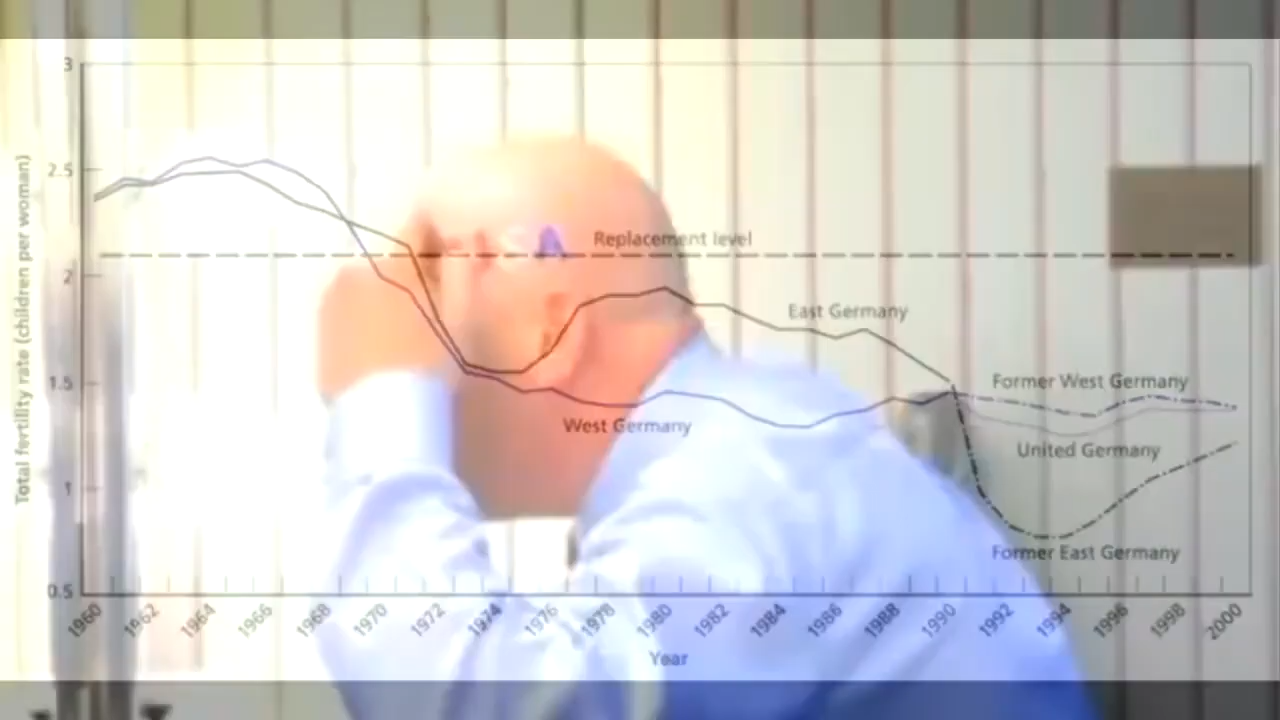 3
2.5
2
1.5
1
0.5
Total fertility rate (children per woman)
Replacement level
East Germany
West Germany
Former West Germany
United Germany
Former East Germany
1960 1962 1964 1966 1968 1970 1972 1974 1976 1978 1980 1982 1984 1986 1988 1990 1992 1994 1996 1998 2000
Year